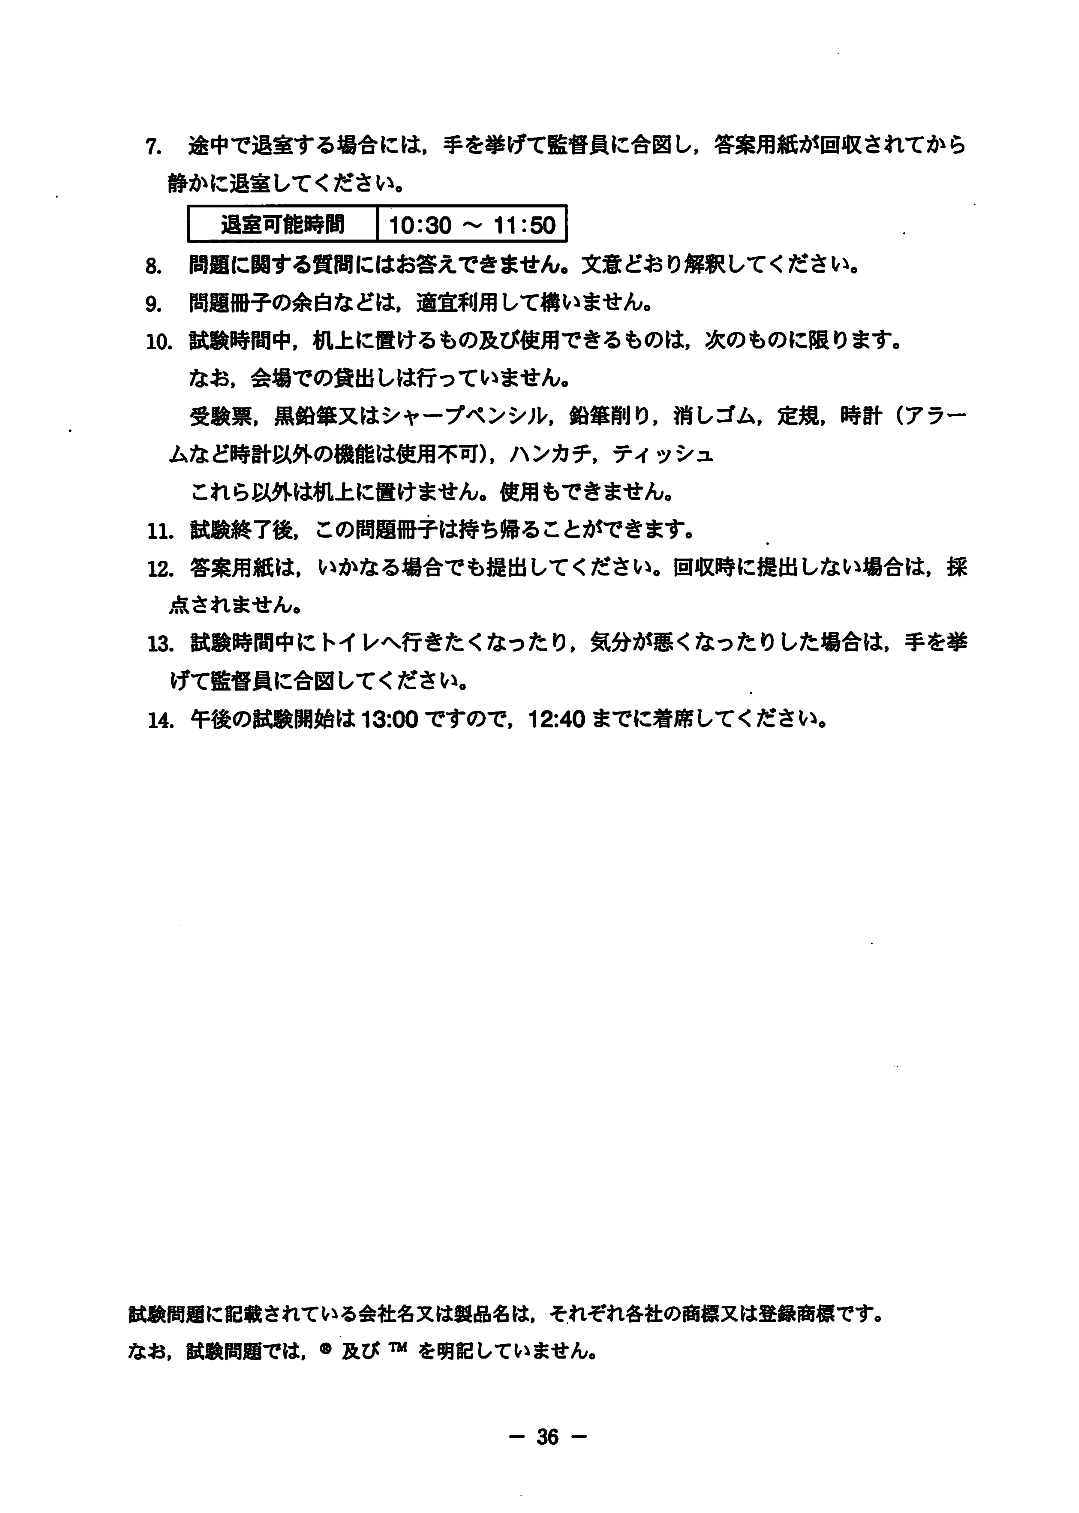 7. 途中で退室する場合には，手を挙げて監督員に合図し，答案用紙が回収されてから
静かに退室してください。
退室可能時間 10:30 ～ 11:50
8. 問題に関する質問にはお答えできません。文意どおり解釈してください。
9. 問題冊子の余白などは，適宜利用して構いません。
10. 試験時間中，机上に置けるもの及び使用できるものは，次のものに限ります。
なお，会場での貸出しは行っていません。
受験票，黒鉛筆又はシャープペンシル，鉛筆削り，消しゴム，定規，時計（アラー
ムなど時計以外の機能は使用不可），ハンカチ，ティッシュ
これら以外は机上に置けません。使用もできません。
11. 試験終了後，この問題冊子は持ち帰ることができます。
12. 答案用紙は，いかなる場合でも提出してください。回収時に提出しない場合は，採
点されません。
13. 試験時間中にトイレへ行きたくなったり，気分が悪くなったりした場合は，手を挙
げて監督員に合図してください。
14. 午後の試験開始は 13:00 ですので，12:40 までに着席してください。
試験問題に記載されている会社名又は製品名は，それぞれ各社の商標又は登録商標です。
なお，試験問題では，® 及び ™ を明記していません。
－ 36 －